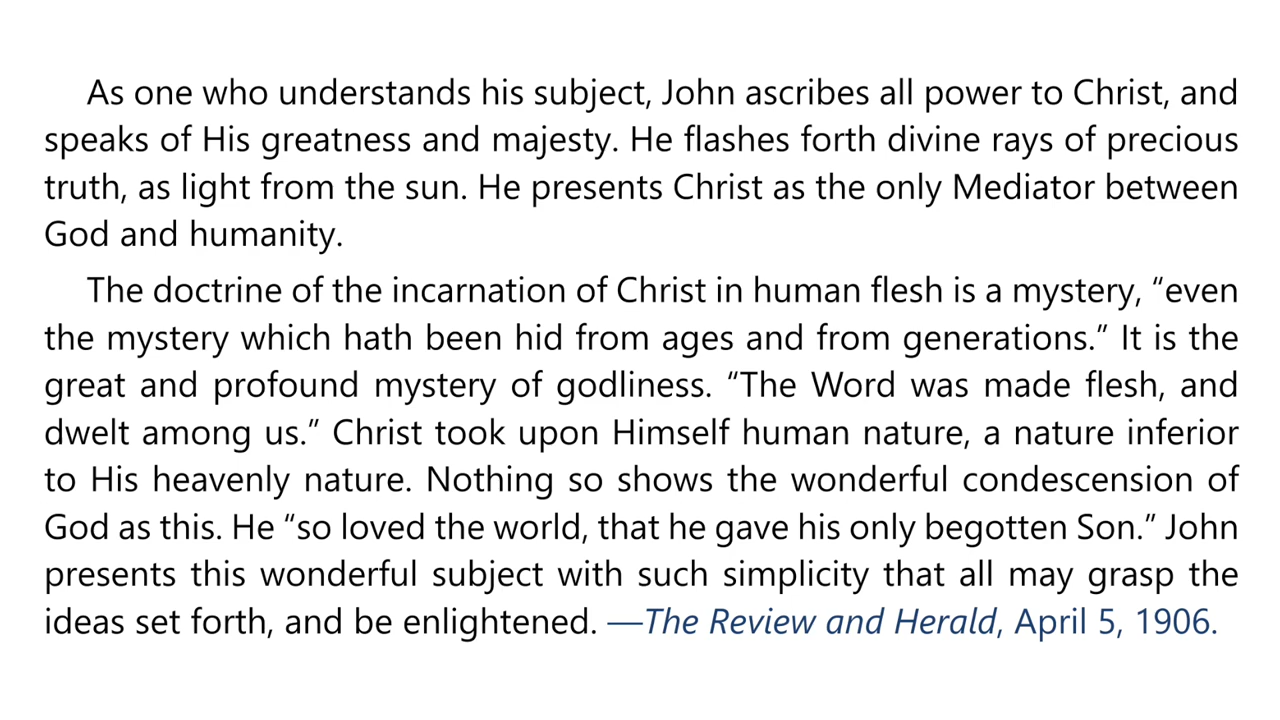 As one who understands his subject, John ascribes all power to Christ, and
speaks of His greatness and majesty. He flashes forth divine rays of precious
truth, as light from the sun. He presents Christ as the only Mediator between
God and humanity.
The doctrine of the incarnation of Christ in human flesh is a mystery, “even
the mystery which hath been hid from ages and from generations.” It is the
great and profound mystery of godliness. “The Word was made flesh, and
dwelt among us.” Christ took upon Himself human nature, a nature inferior
to His heavenly nature. Nothing so shows the wonderful condescension of
God as this. He “so loved the world, that he gave his only begotten Son.” John
presents this wonderful subject with such simplicity that all may grasp the
ideas set forth, and be enlightened. —The Review and Herald, April 5, 1906.